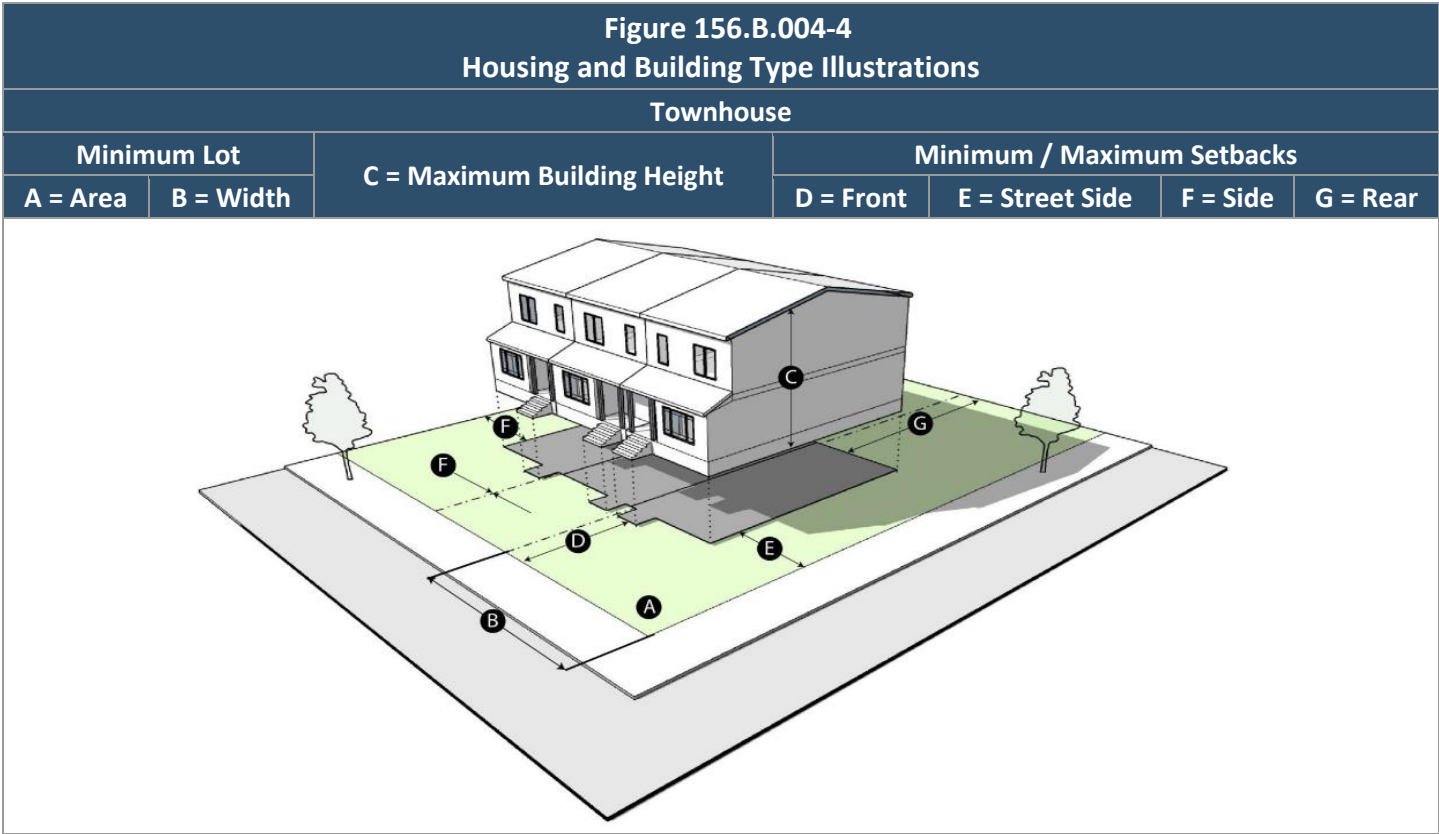 Figure 156.B.004-4
Housing and Building Type Illustrations
Townhouse
Minimum Lot
C = Maximum Building Height
Minimum / Maximum Setbacks
A = Area
B = Width
D = Front
E = Street Side
F = Side
G = Rear
C
G
F
F
D
E
A
B